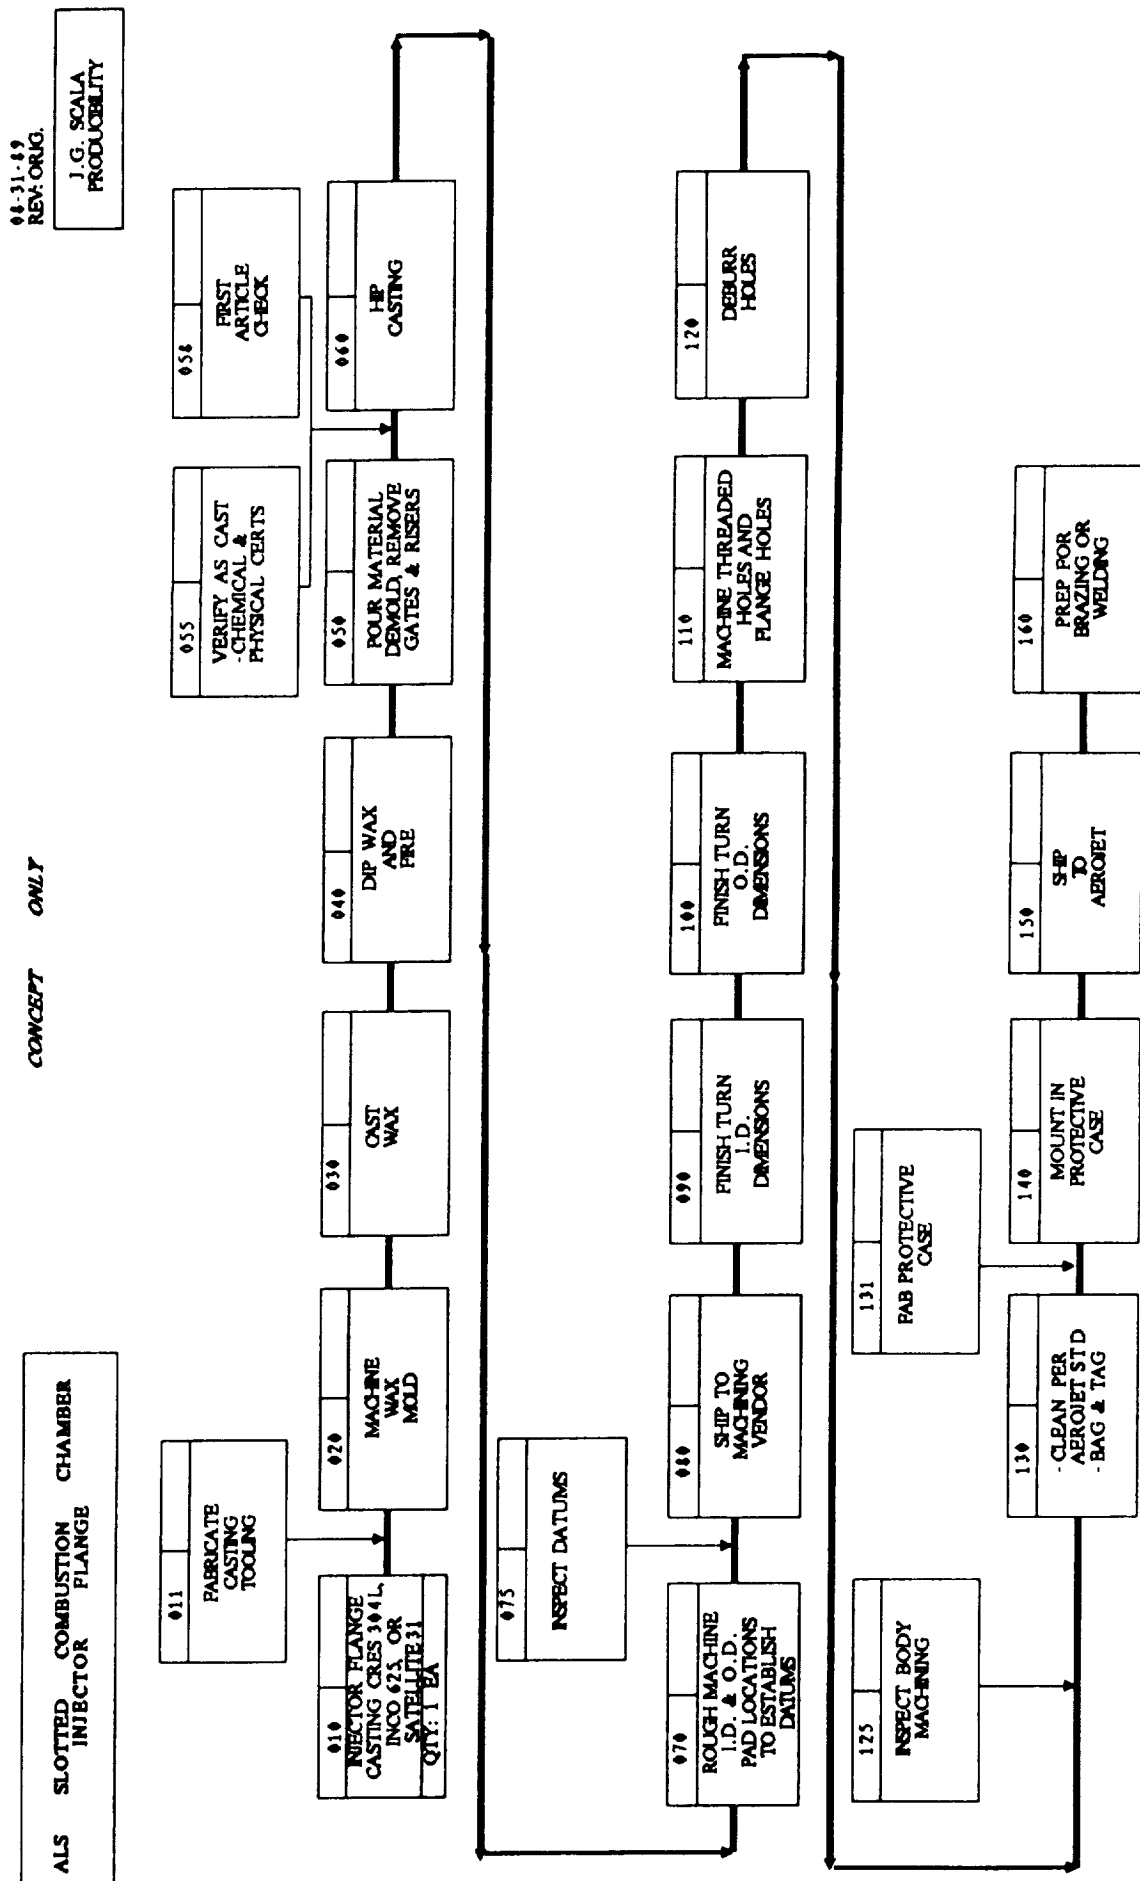 ALS SLOTTED COMBUSTION CHAMBER
INJECTOR FLANGE
CONCEPT ONLY
08-31-89
REV: ORIG.
J.G. SCALA
PRODUCIBILITY
011
FABRICATE
CASTING
TOOLING
055
VERIFY AS CAST
- CHEMICAL &
PHYSICAL CERTS
058
FIRST
ARTICLE
CHECK
010
INJECTOR FLANGE
CASTING CRES 304L,
INCO 625, OR
SATELLITE 31
QTY: 1 EA
020
MACHINE
WAX
MOLD
030
CAST
WAX
040
DIP WAX
AND
FIRE
050
POUR MATERIAL
DEMOLD, REMOVE
GATES & RISERS
060
HIP
CASTING
075
INSPECT DATUMS
070
ROUGH MACHINE
I.D. & O.D.
PAD LOCATIONS
TO ESTABLISH
DATUMS
080
SHIP TO
MACHINING
VENDOR
090
FINISH TURN
I.D.
DIMENSIONS
100
FINISH TURN
O.D.
DIMENSIONS
110
MACHINE THREADED
HOLES AND
FLANGE HOLES
120
DEBURR
HOLES
125
INSPECT BODY
MACHINING
131
FAB PROTECTIVE
CASE
130
- CLEAN PER
AEROJET STD
- BAG & TAG
140
MOUNT IN
PROTECTIVE
CASE
150
SHIP
TO
AEROJET
160
PREP FOR
BRAZING OR
WELDING